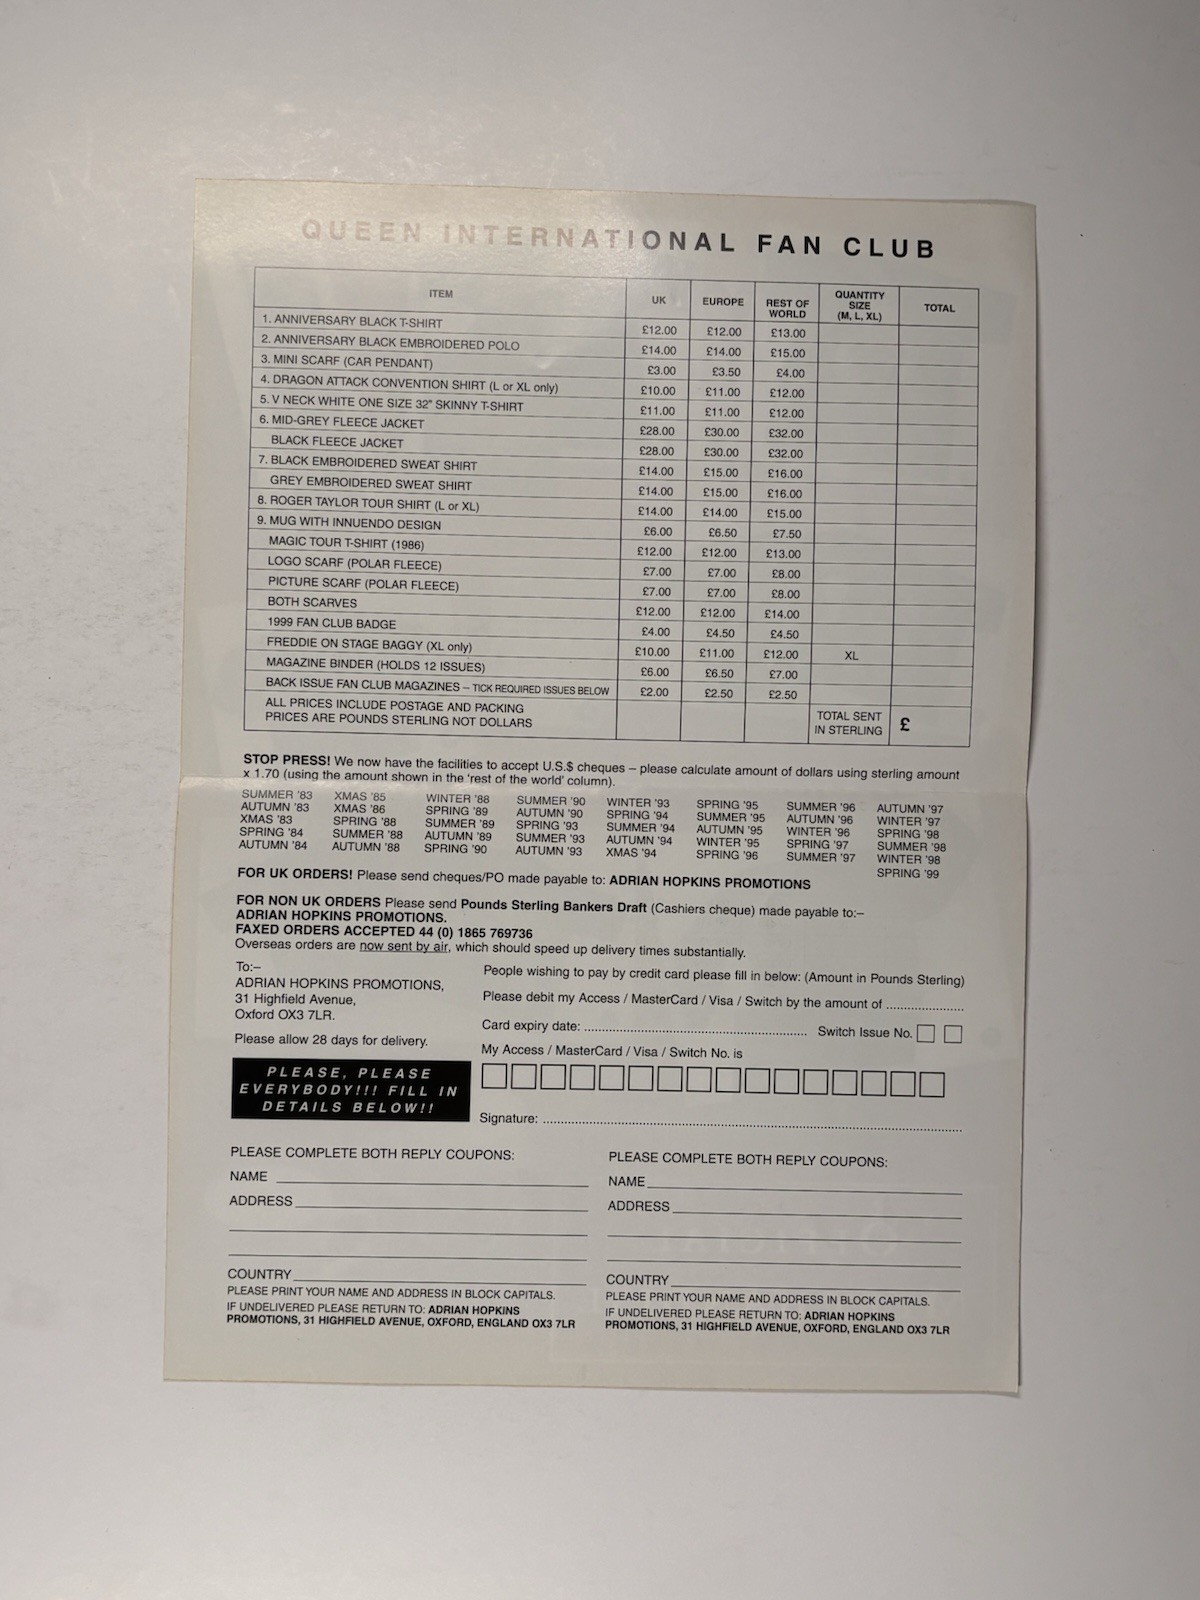 QUEEN INTERNATIONAL FAN CLUB
ITEM UK EUROPE REST OF WORLD QUANTITY SIZE (M, L, XL) TOTAL
1. ANNIVERSARY BLACK T-SHIRT £12.00 £12.00 £13.00
2. ANNIVERSARY BLACK EMBROIDERED POLO £14.00 £14.00 £15.00
3. MINI SCARF (CAR PENDANT) £3.00 £3.50 £4.00
4. DRAGON ATTACK CONVENTION SHIRT (L or XL only) £10.00 £11.00 £12.00
5. V NECK WHITE ONE SIZE 32" SKINNY T-SHIRT £11.00 £11.00 £12.00
6. MID-GREY FLEECE JACKET £28.00 £30.00 £32.00
BLACK FLEECE JACKET £28.00 £30.00 £32.00
7. BLACK EMBROIDERED SWEAT SHIRT £14.00 £15.00 £16.00
GREY EMBROIDERED SWEAT SHIRT £14.00 £15.00 £16.00
8. ROGER TAYLOR TOUR SHIRT (L or XL) £14.00 £14.00 £15.00
9. MUG WITH INNUENDO DESIGN £6.00 £6.50 £7.50
MAGIC TOUR T-SHIRT (1986) £12.00 £12.00 £13.00
LOGO SCARF (POLAR FLEECE) £7.00 £7.00 £8.00
PICTURE SCARF (POLAR FLEECE) £7.00 £7.00 £8.00
BOTH SCARVES £12.00 £12.00 £14.00
1999 FAN CLUB BADGE £4.00 £4.50 £4.50
FREDDIE ON STAGE BAGGY (XL only) £10.00 £11.00 £12.00 XL
MAGAZINE BINDER (HOLDS 12 ISSUES) £6.00 £6.50 £7.00
BACK ISSUE FAN CLUB MAGAZINES – TICK REQUIRED ISSUES BELOW £2.00 £2.50 £2.50
ALL PRICES INCLUDE POSTAGE AND PACKING
PRICES ARE POUNDS STERLING NOT DOLLARS
TOTAL SENT
IN STERLING £
STOP PRESS! We now have the facilities to accept U.S.$ cheques – please calculate amount of dollars using sterling amount
x 1.70 (using the amount shown in the 'rest of the world' column).
SUMMER '83 XMAS '85 WINTER '88 SUMMER '90 WINTER '93 SPRING '95 SUMMER '96 AUTUMN '97
AUTUMN '83 XMAS '86 SPRING '89 AUTUMN '90 SPRING '94 SUMMER '95 AUTUMN '96 WINTER '97
XMAS '83 SPRING '88 SUMMER '89 SPRING '93 SUMMER '94 AUTUMN '95 WINTER '96 SPRING '98
SPRING '84 SUMMER '88 AUTUMN '89 SUMMER '93 AUTUMN '94 WINTER '95 SPRING '97 SUMMER '98
AUTUMN '84 AUTUMN '88 SPRING '90 AUTUMN '93 XMAS '94 SPRING '96 SUMMER '97 WINTER '98
SPRING '99
FOR UK ORDERS! Please send cheques/PO made payable to: ADRIAN HOPKINS PROMOTIONS
FOR NON UK ORDERS Please send Pounds Sterling Bankers Draft (Cashiers cheque) made payable to:–
ADRIAN HOPKINS PROMOTIONS.
FAXED ORDERS ACCEPTED 44 (0) 1865 769736
Overseas orders are now sent by air, which should speed up delivery times substantially.
To:–
ADRIAN HOPKINS PROMOTIONS,
31 Highfield Avenue,
Oxford OX3 7LR.
Please allow 28 days for delivery.
PLEASE, PLEASE
EVERYBODY!!! FILL IN
DETAILS BELOW!!
People wishing to pay by credit card please fill in below: (Amount in Pounds Sterling)
Please debit my Access / MasterCard / Visa / Switch by the amount of
Card expiry date: Switch Issue No.
My Access / MasterCard / Visa / Switch No. is
Signature:
PLEASE COMPLETE BOTH REPLY COUPONS:
NAME
ADDRESS
COUNTRY
PLEASE PRINT YOUR NAME AND ADDRESS IN BLOCK CAPITALS.
IF UNDELIVERED PLEASE RETURN TO: ADRIAN HOPKINS
PROMOTIONS, 31 HIGHFIELD AVENUE, OXFORD, ENGLAND OX3 7LR
PLEASE COMPLETE BOTH REPLY COUPONS:
NAME
ADDRESS
COUNTRY
PLEASE PRINT YOUR NAME AND ADDRESS IN BLOCK CAPITALS.
IF UNDELIVERED PLEASE RETURN TO: ADRIAN HOPKINS
PROMOTIONS, 31 HIGHFIELD AVENUE, OXFORD, ENGLAND OX3 7LR